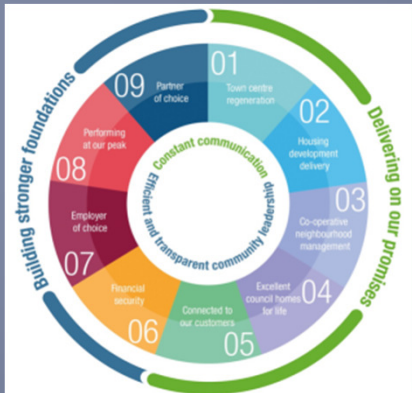 01
Town centre
regeneration
02
Housing
development
delivery
03
Co-operative
neighbourhood
management
04
Excellent
council homes
for life
05
Connected to
our customers
06
Financial
security
07
Employer
of choice
08
Performing
at our peak
09
Partner
of choice
Constant communication
Efficient and transparent community leadership
Building stronger foundations
Delivering on our promises